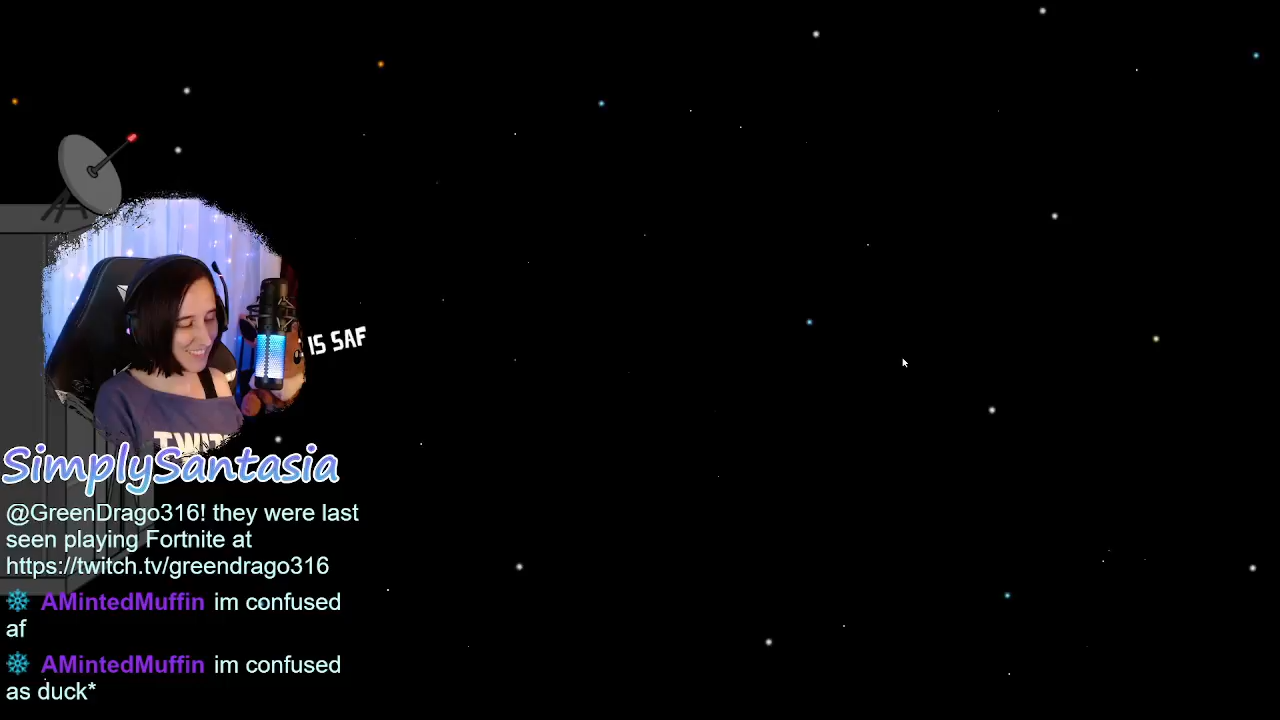 IS SAF
TWIT
SimplySantasia
@GreenDrago316! they were last
seen playing Fortnite at
https://twitch.tv/greendrago316
AMintedMuffin im confused
af
AMintedMuffin im confused
as duck*